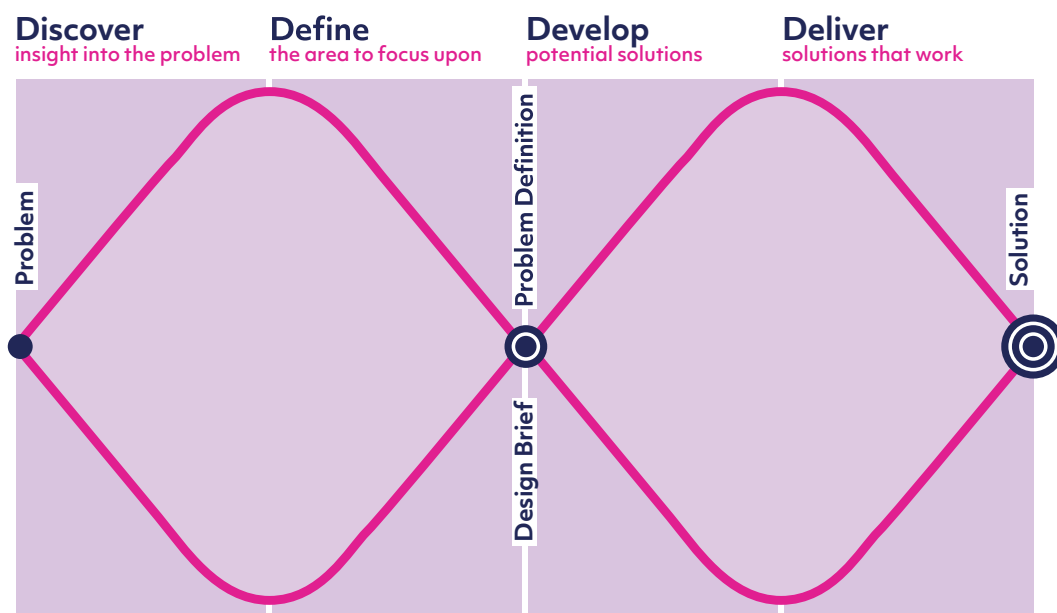 Discover
insight into the problem
Define
the area to focus upon
Develop
potential solutions
Deliver
solutions that work
Problem
Problem Definition
Design Brief
Solution